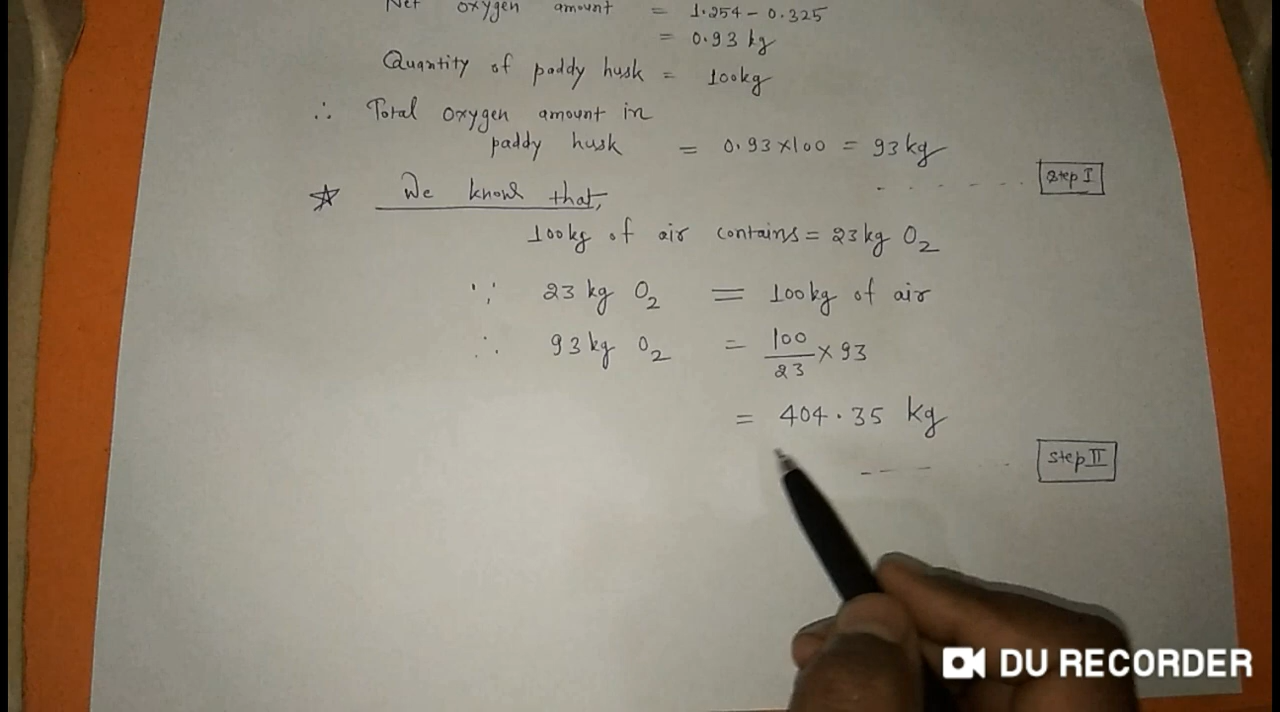 Net oxygen amount = 1.254 - 0.325
= 0.93 kg
Quantity of paddy husk = 100kg
∴ Total oxygen amount in
paddy husk = 0.93 x 100 = 93 kg
Step I
☆ We know that,
100kg of air contains = 23 kg O₂
∵ 23 kg O₂ = 100kg of air
∴ 93 kg O₂ = 100/23 x 93
= 404.35 kg
Step II
DU RECORDER